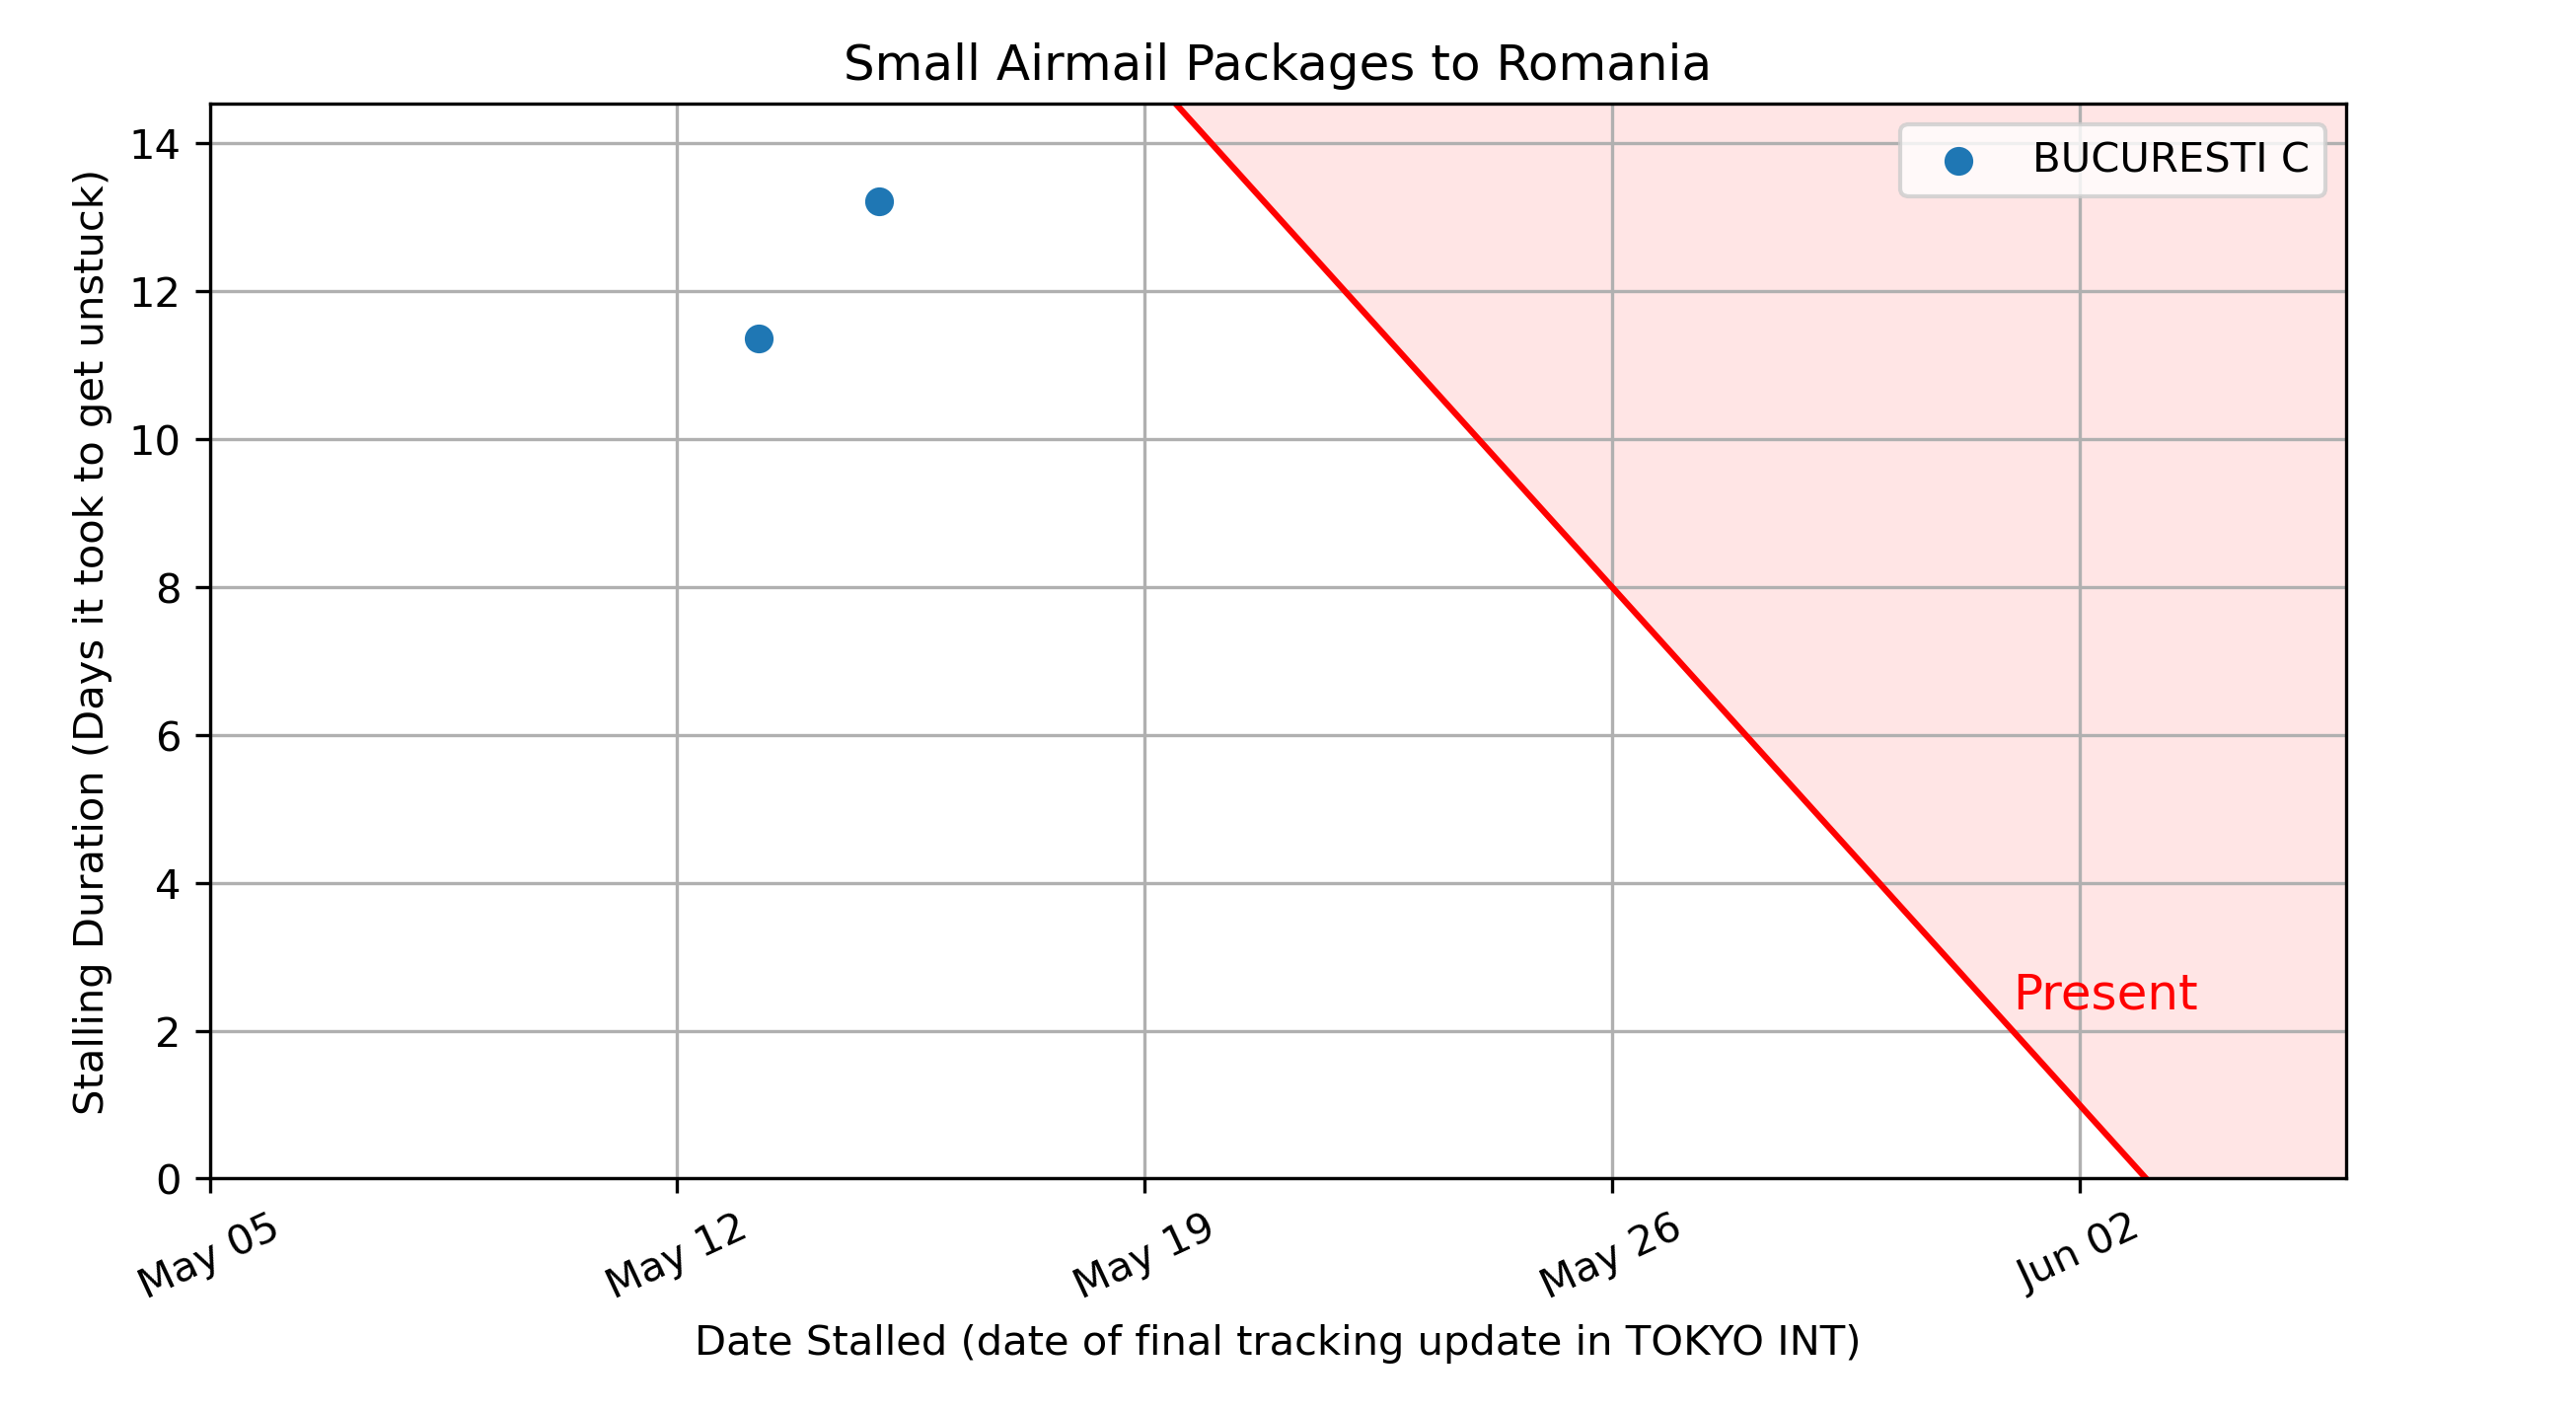 Small Airmail Packages to Romania
BUCURESTI C
Stalling Duration (Days it took to get unstuck)
14
12
10
8
6
4
2
0
Present
May 05
May 12
May 19
May 26
Jun 02
Date Stalled (date of final tracking update in TOKYO INT)